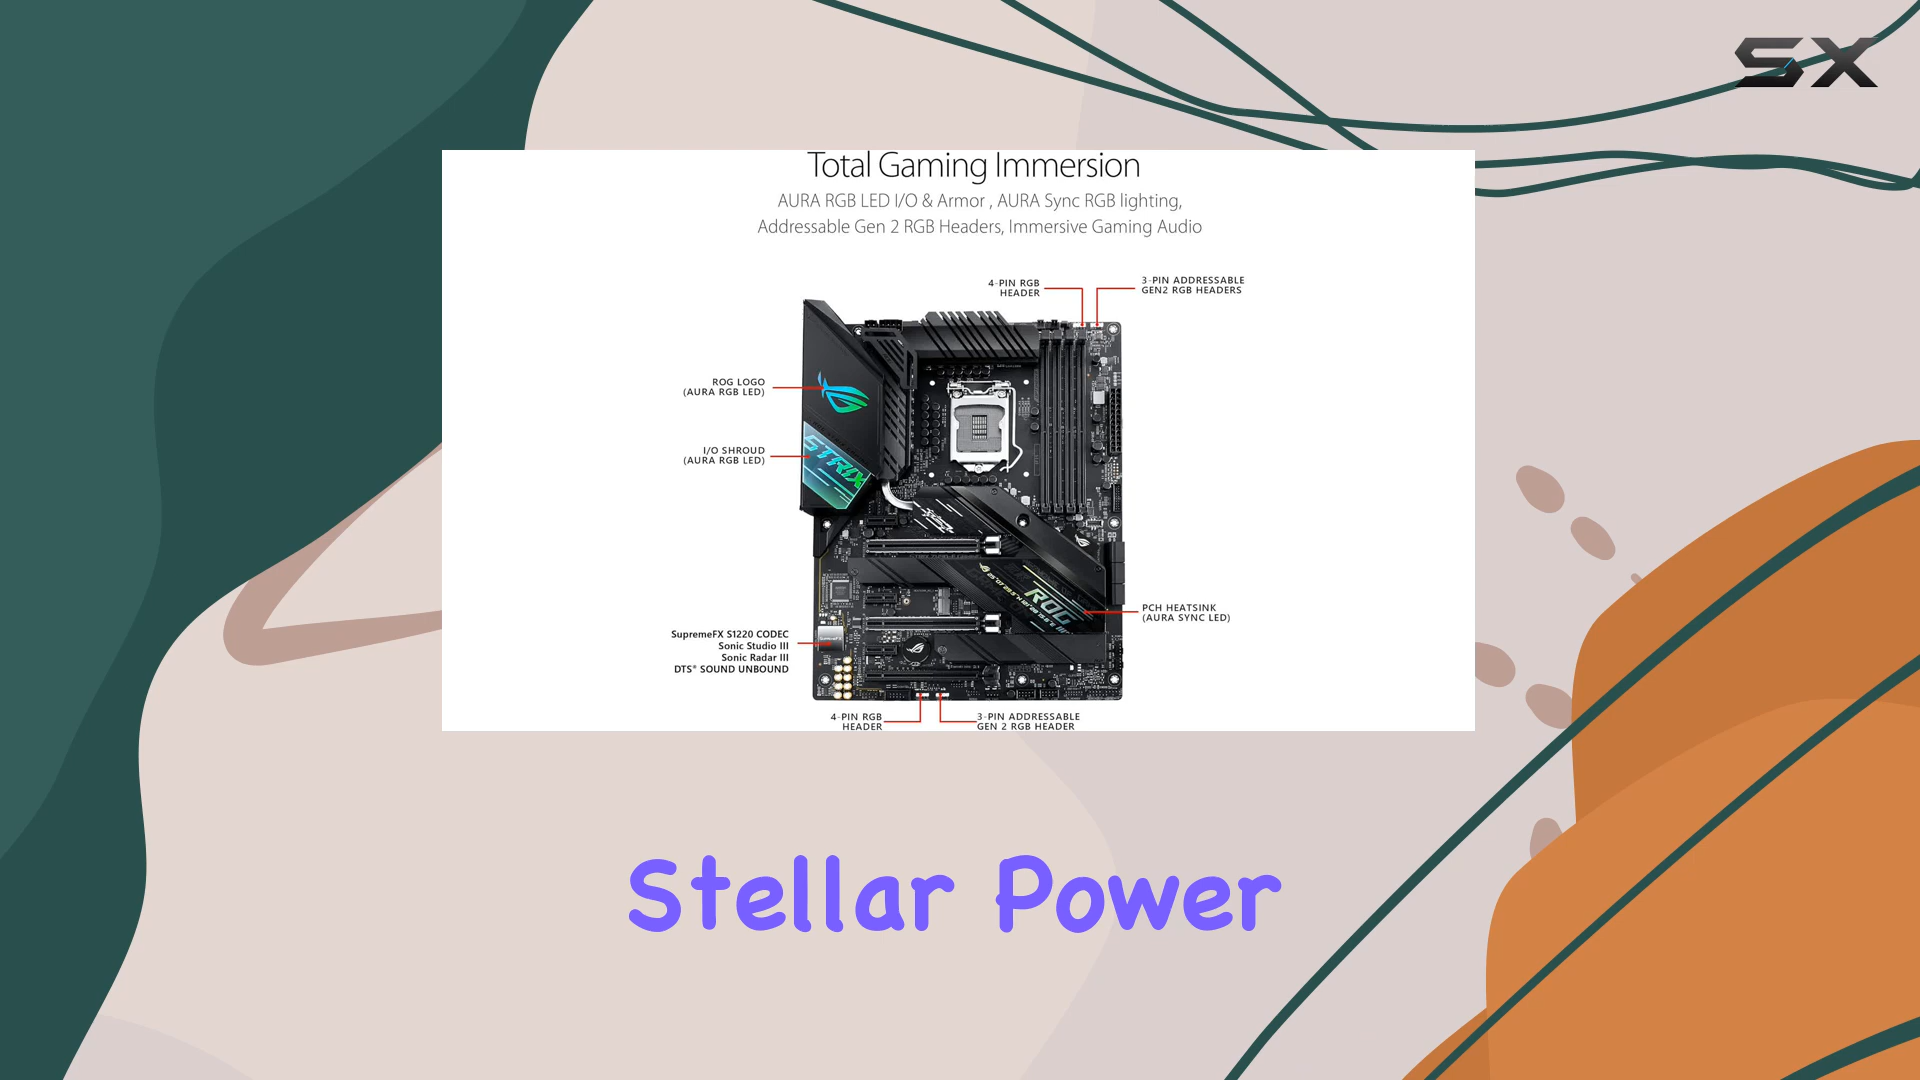 SX
Total Gaming Immersion
AURA RGB LED I/O & Armor , AURA Sync RGB lighting,
Addressable Gen 2 RGB Headers, Immersive Gaming Audio
4-PIN RGB
HEADER
3-PIN ADDRESSABLE
GEN2 RGB HEADERS
ROG LOGO
(AURA RGB LED)
I/O SHROUD
(AURA RGB LED)
STRIX
ROG
PCH HEATSINK
(AURA SYNC LED)
SupremeFX S1220 CODEC
Sonic Studio III
Sonic Radar III
DTS® SOUND UNBOUND
SupremeFX
4-PIN RGB
HEADER
3-PIN ADDRESSABLE
GEN 2 RGB HEADER
Stellar Power